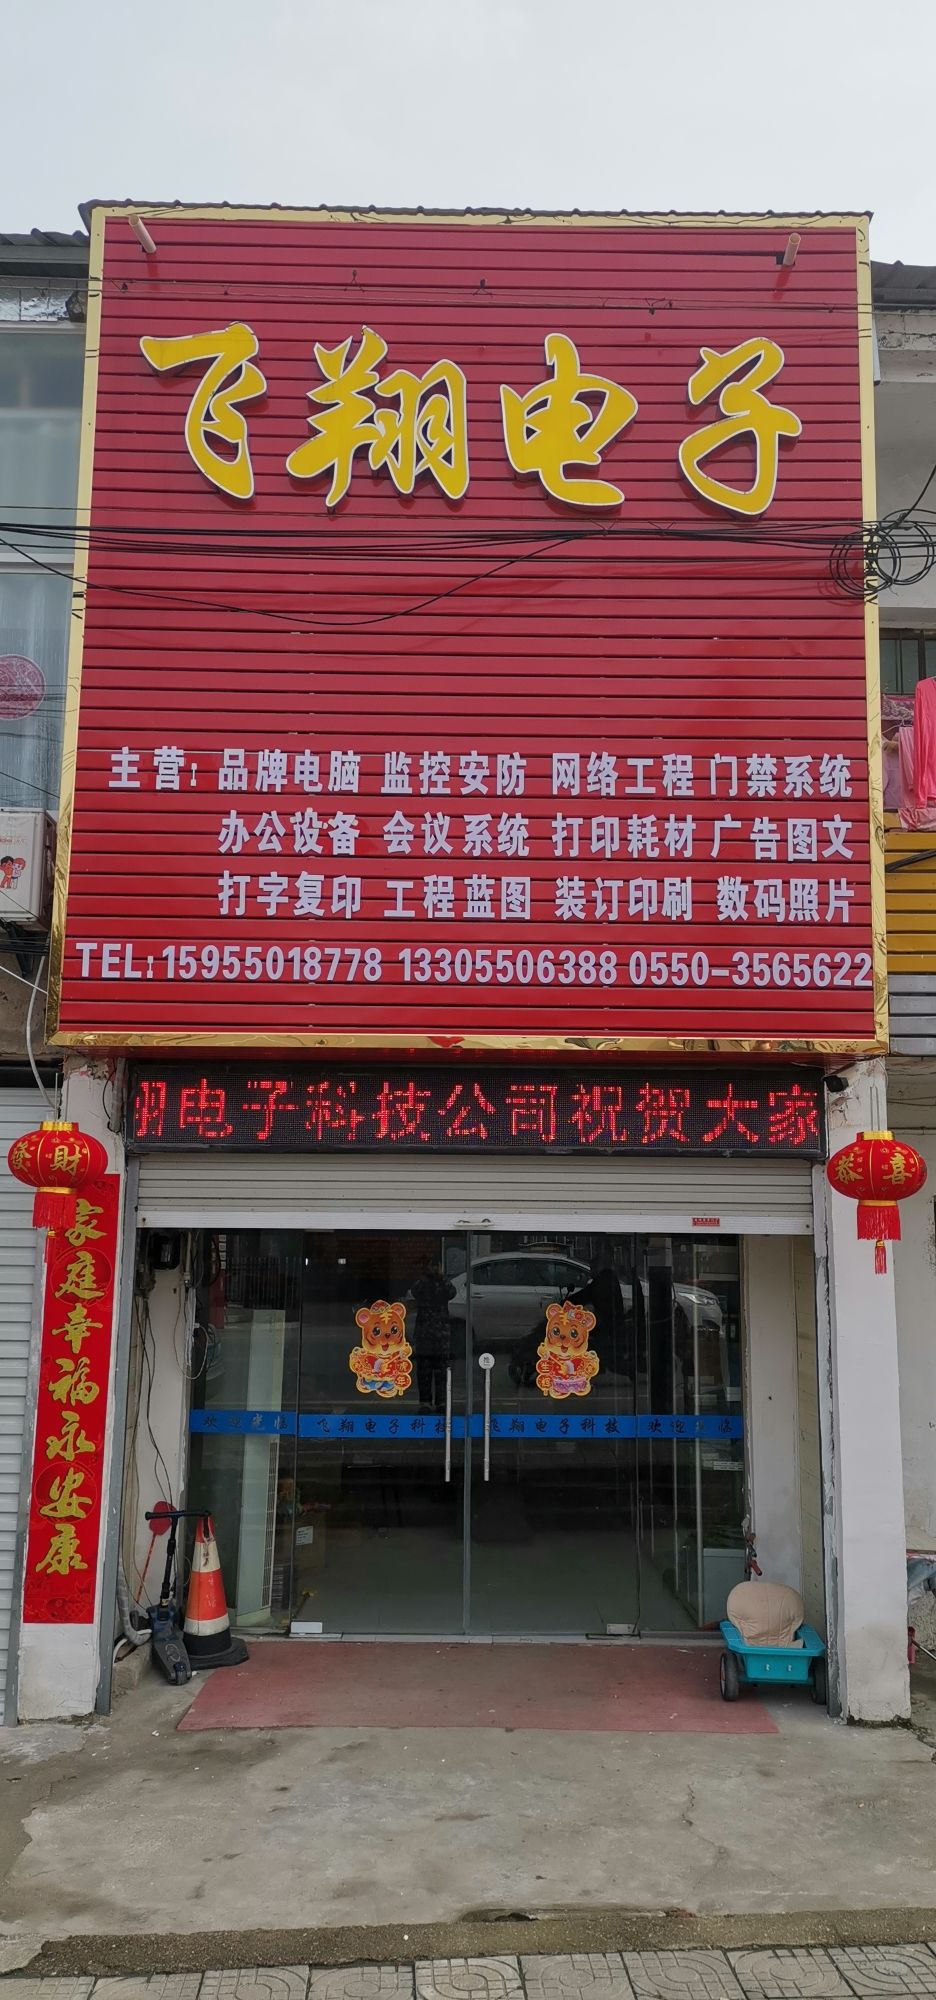 飞翔电子
主营: 品牌电脑 监控安防 网络工程 门禁系统
办公设备 会议系统 打印耗材 广告图文
打字复印 工程蓝图 装订印刷 数码照片
TEL:15955018778 13305506388 0550-3565622
电子科技公司祝贺大家
發財
恭喜
家庭幸福永安康
欢迎光临 飞翔电子科技 飞翔电子科技 欢迎光临
推